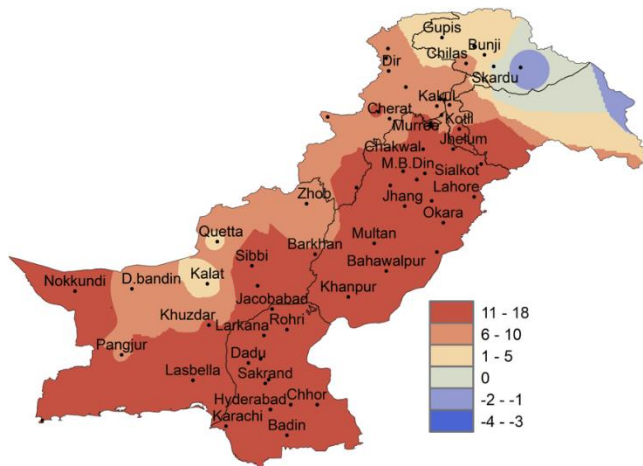 Gupis
Bunji
Chilas
Dir
Skardu
Kakul
Cherat
Kotli
Murree
Jhelum
Chakwal
M.B.Din
Sialkot
Lahore
Zhob
Jhang
Okara
Quetta
Multan
Barkhan
Sibbi
Bahawalpur
Kalat
Nokkundi
D.bandin
Khanpur
Jacobabad
Khuzdar
Larkana
Rohri
Pangjur
Dadu
Lasbella
Sakrand
Hyderabad
Chhor
Karachi
Badin
11 - 18
6 - 10
1 - 5
0
-2 - -1
-4 - -3